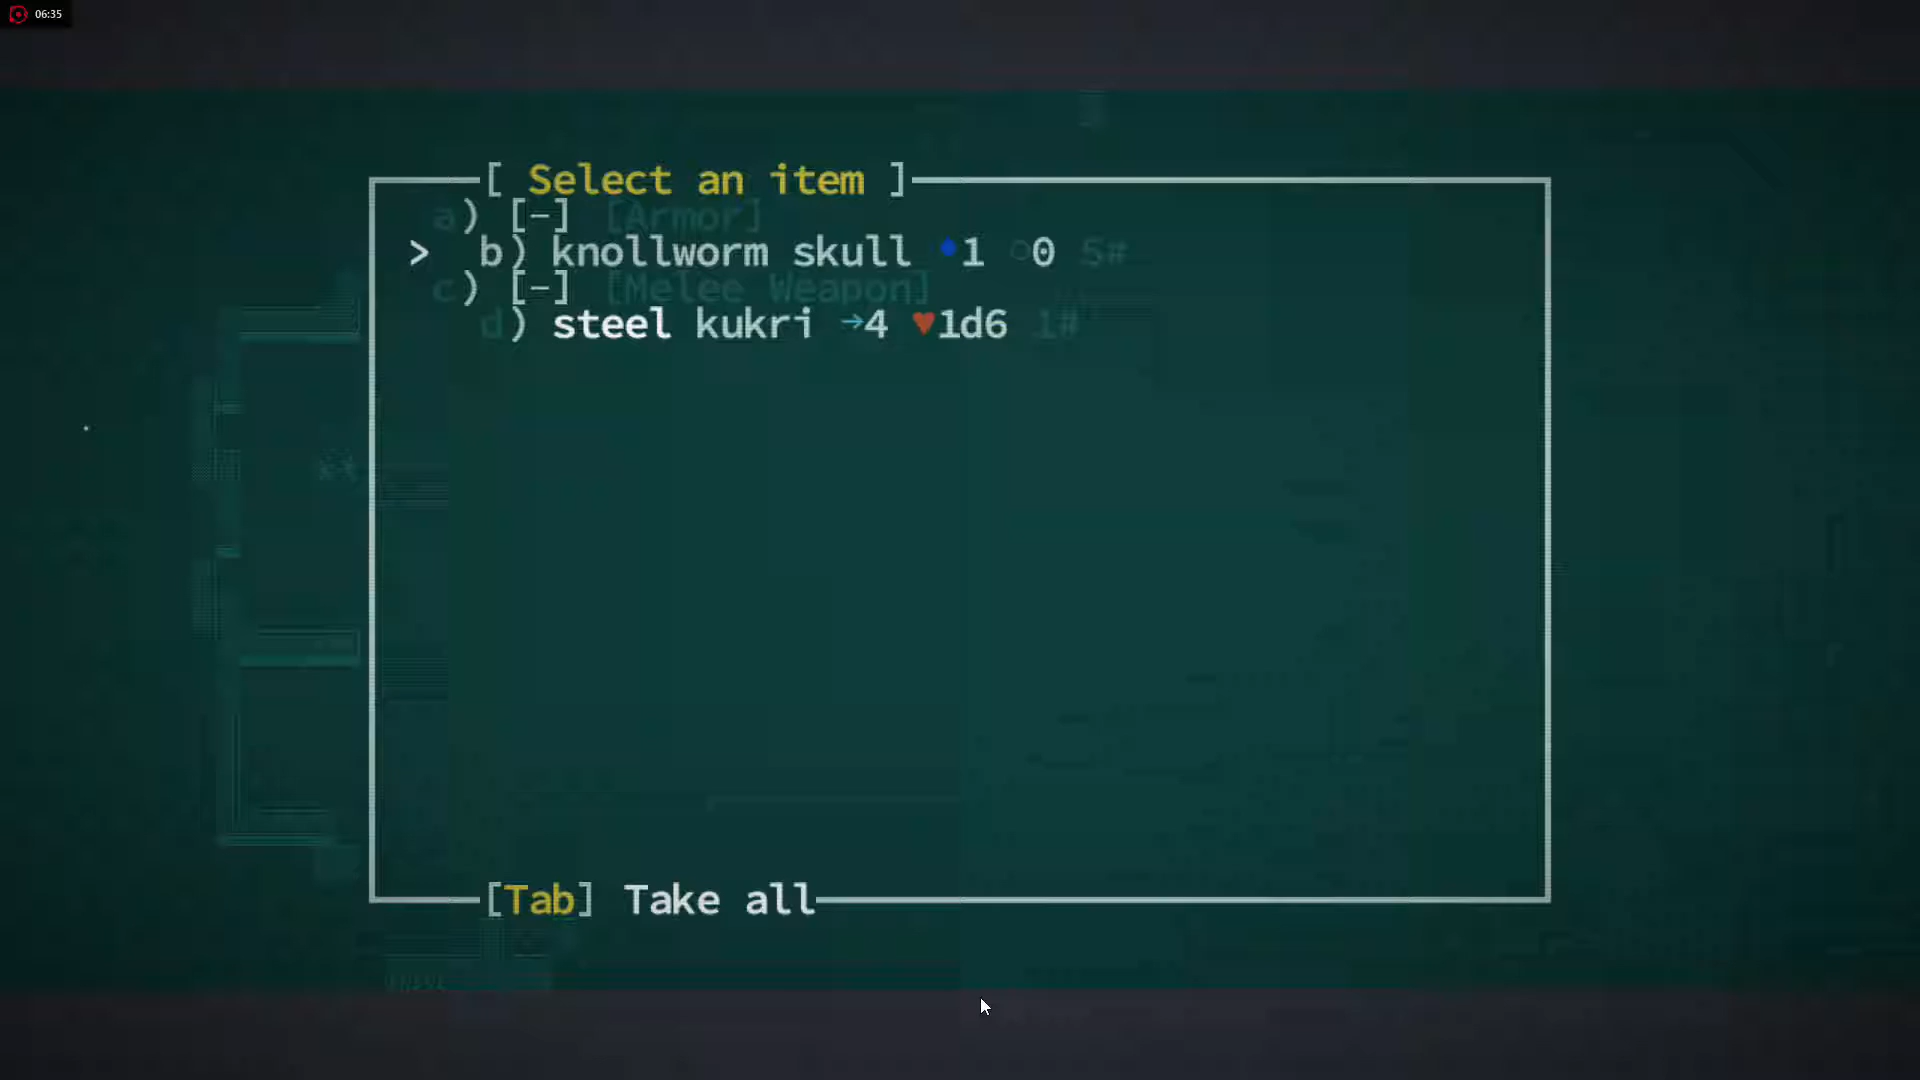 06:35
[ Select an item ]
a) [-] [Armor]
> b) knollworm skull ♦1 ○0 5#
c) [-] [Melee Weapon]
d) steel kukri →4 ♥1d6 1#
[Tab] Take all